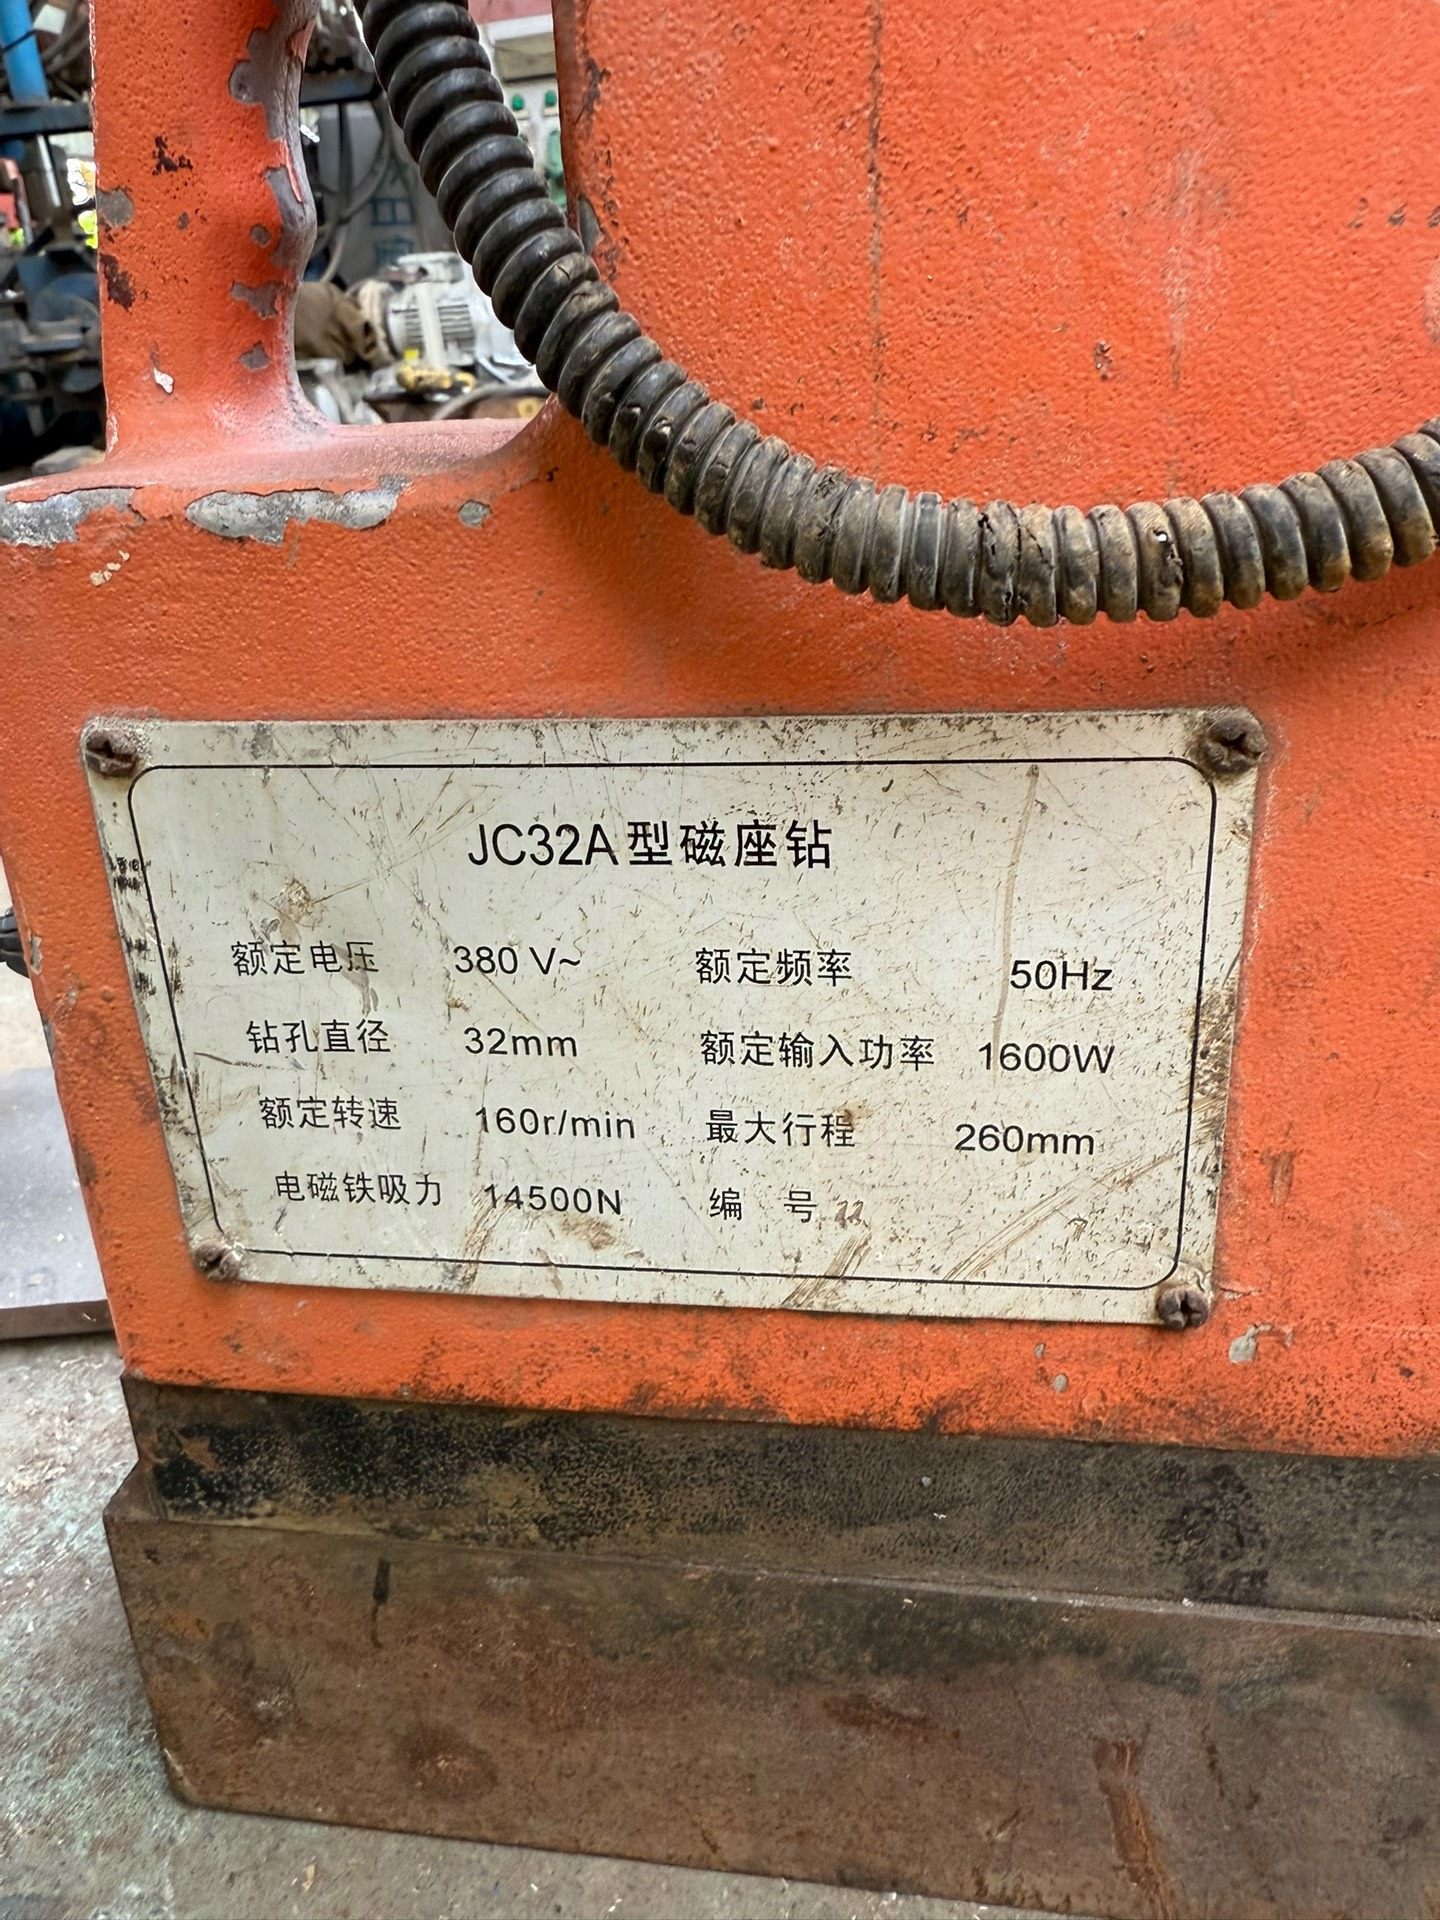 JC32A型磁座钻
额定电压 380 V~ 额定频率 50Hz
钻孔直径 32mm 额定输入功率 1600W
额定转速 160r/min 最大行程 260mm
电磁铁吸力 14500N 编 号